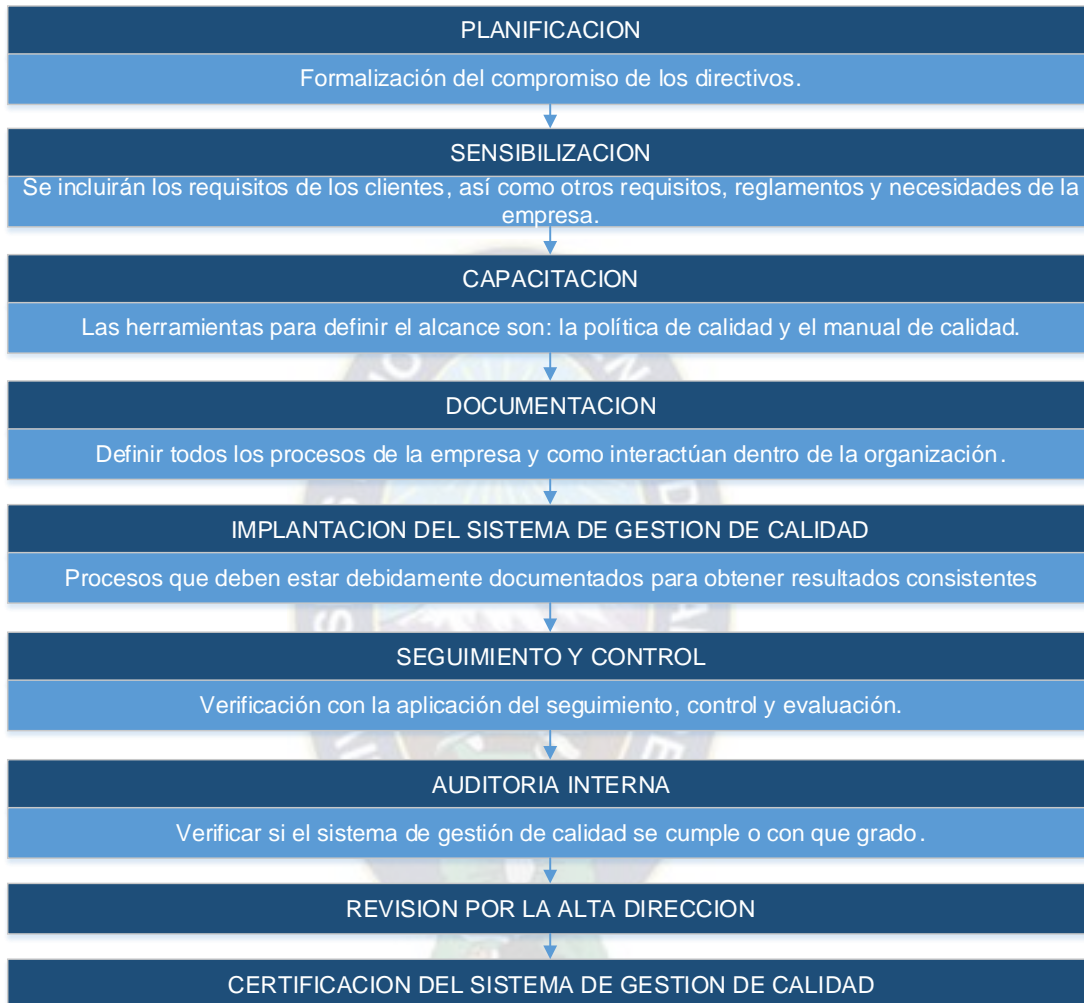 PLANIFICACION
Formalización del compromiso de los directivos.
SENSIBILIZACION
Se incluirán los requisitos de los clientes, así como otros requisitos, reglamentos y necesidades de la
empresa.
CAPACITACION
Las herramientas para definir el alcance son: la política de calidad y el manual de calidad.
DOCUMENTACION
Definir todos los procesos de la empresa y como interactúan dentro de la organización.
IMPLANTACION DEL SISTEMA DE GESTION DE CALIDAD
Procesos que deben estar debidamente documentados para obtener resultados consistentes
SEGUIMIENTO Y CONTROL
Verificación con la aplicación del seguimiento, control y evaluación.
AUDITORIA INTERNA
Verificar si el sistema de gestión de calidad se cumple o con que grado.
REVISION POR LA ALTA DIRECCION
CERTIFICACION DEL SISTEMA DE GESTION DE CALIDAD